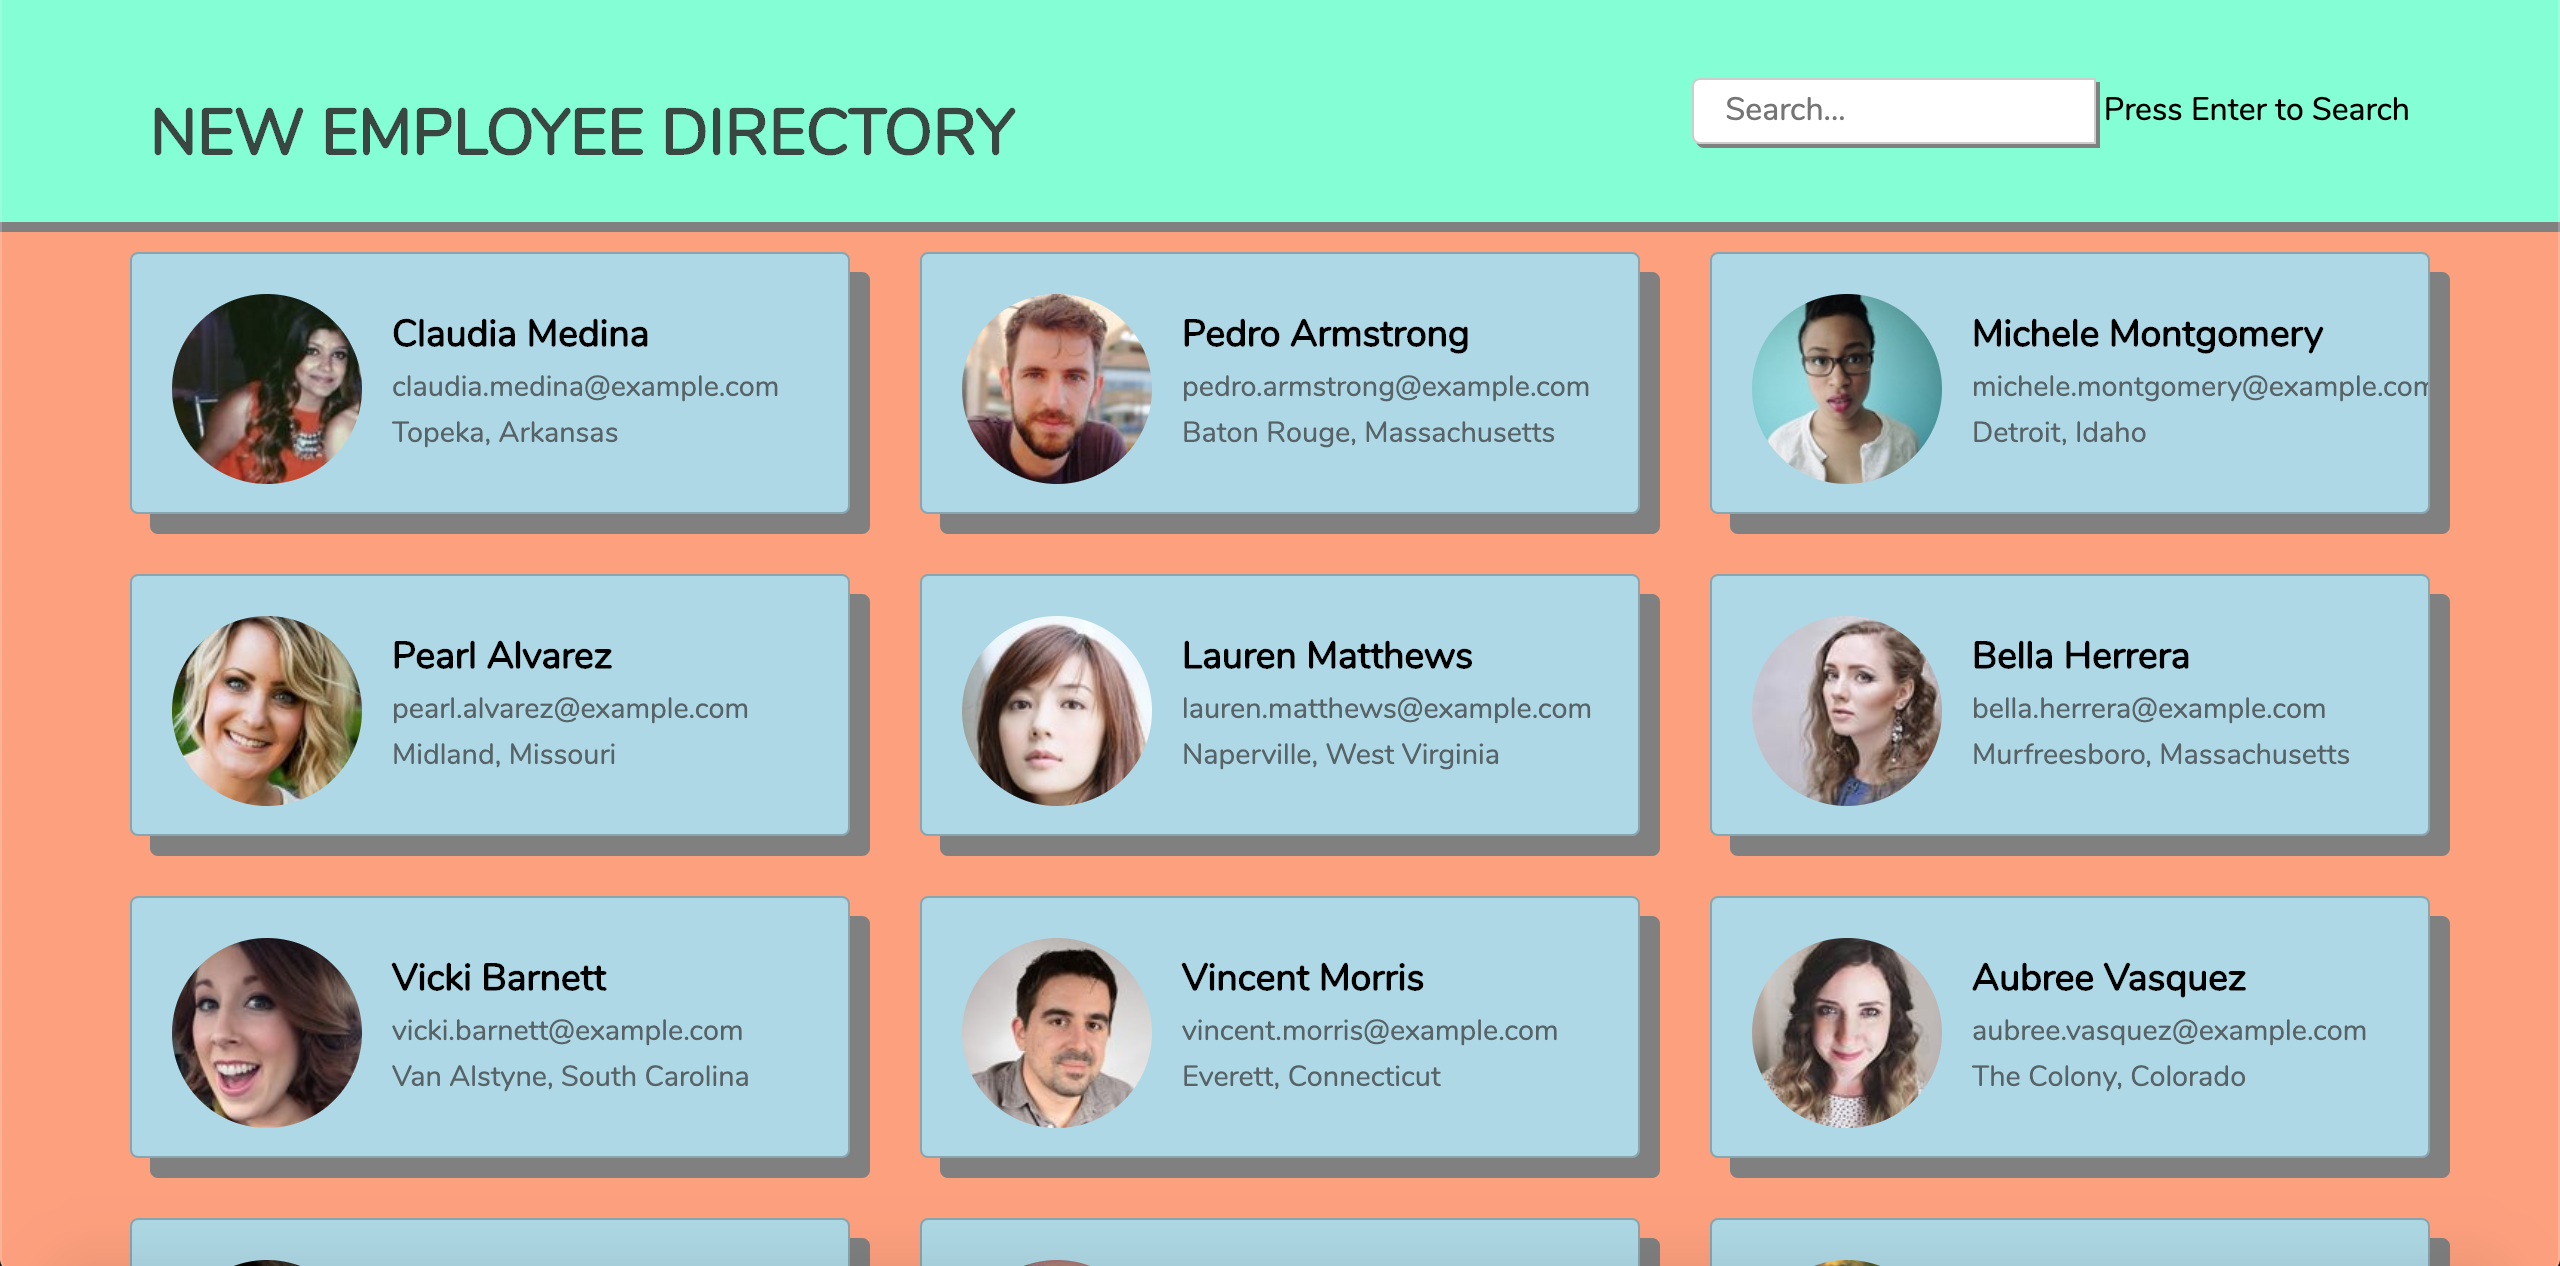 NEW EMPLOYEE DIRECTORY
Search...
Press Enter to Search
Claudia Medina
claudia.medina@example.com
Topeka, Arkansas
Pedro Armstrong
pedro.armstrong@example.com
Baton Rouge, Massachusetts
Michele Montgomery
michele.montgomery@example.com
Detroit, Idaho
Pearl Alvarez
pearl.alvarez@example.com
Midland, Missouri
Lauren Matthews
lauren.matthews@example.com
Naperville, West Virginia
Bella Herrera
bella.herrera@example.com
Murfreesboro, Massachusetts
Vicki Barnett
vicki.barnett@example.com
Van Alstyne, South Carolina
Vincent Morris
vincent.morris@example.com
Everett, Connecticut
Aubree Vasquez
aubree.vasquez@example.com
The Colony, Colorado